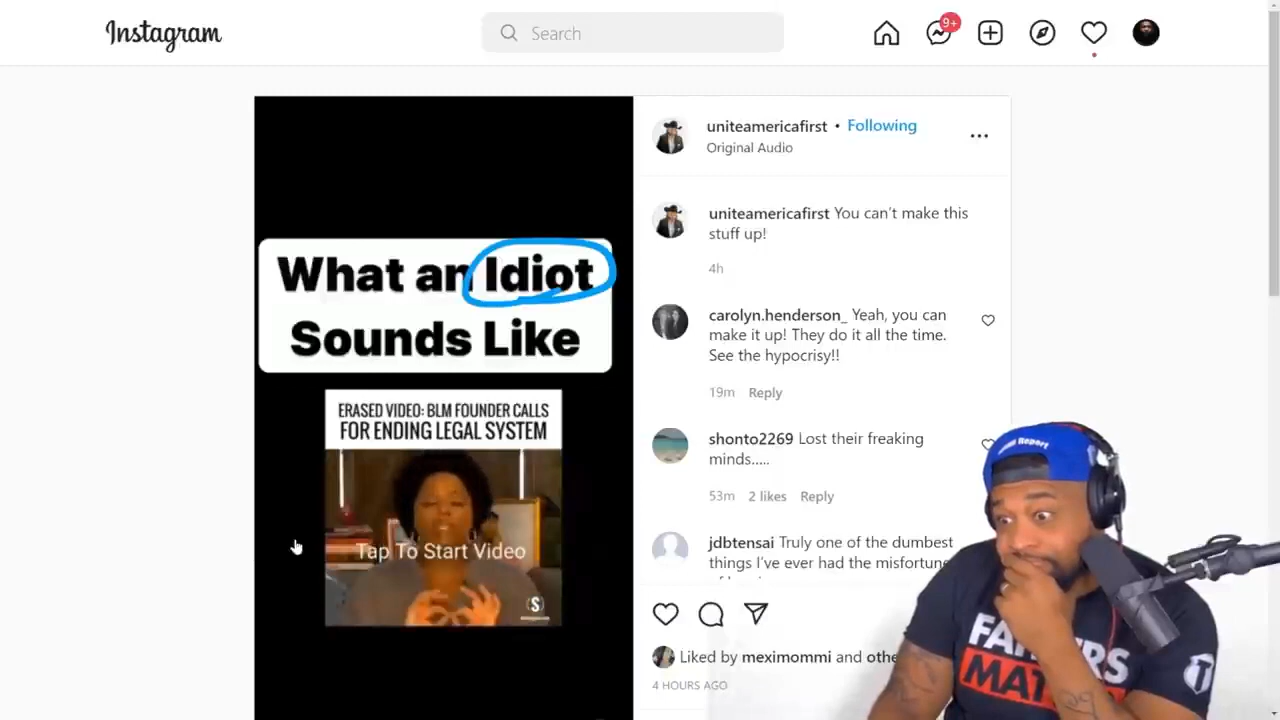 Instagram
Search
9+
What an Idiot
Sounds Like
ERASED VIDEO: BLM FOUNDER CALLS
FOR ENDING LEGAL SYSTEM
Tap To Start Video
uniteamericafirst • Following
Original Audio
uniteamericafirst You can't make this
stuff up!
4h
carolyn.henderson_ Yeah, you can
make it up! They do it all the time.
See the hypocrisy!!
19m Reply
shonto2269 Lost their freaking
minds.....
53m 2 likes Reply
jdbtensai Truly one of the dumbest
things I've ever had the misfortune
Liked by meximommi and othe
4 HOURS AGO
Report